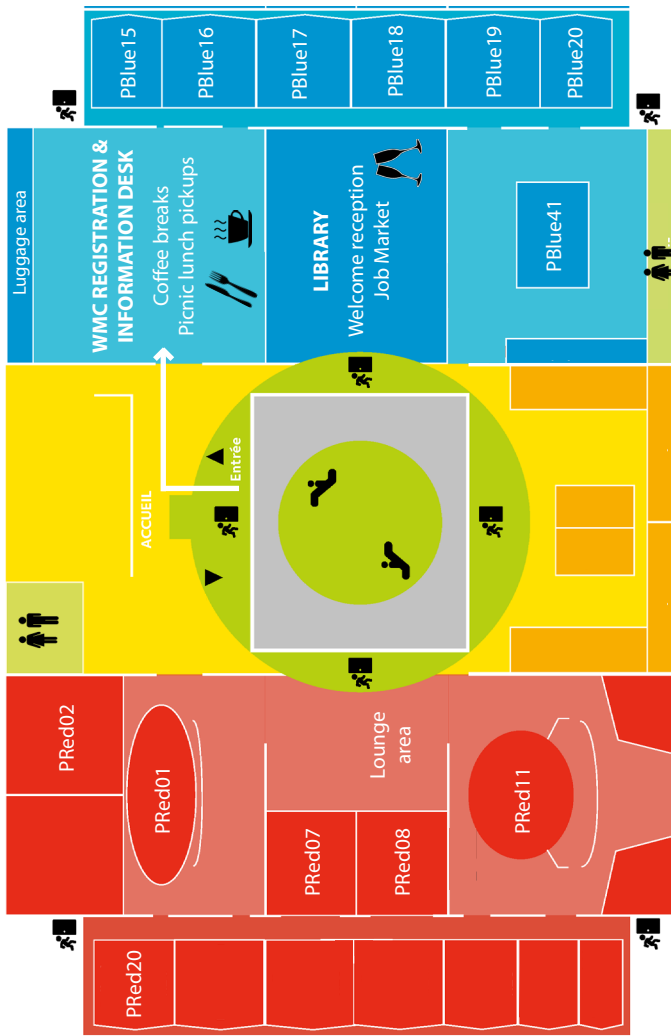 PBlue15
PBlue16
PBlue17
PBlue18
PBlue19
PBlue20
Luggage area
WMC REGISTRATION &
INFORMATION DESK
Coffee breaks
Picnic lunch pickups
LIBRARY
Welcome reception
Job Market
PBlue41
ACCUEIL
Entrée
PRed02
PRed01
Lounge
area
PRed07
PRed08
PRed11
PRed20